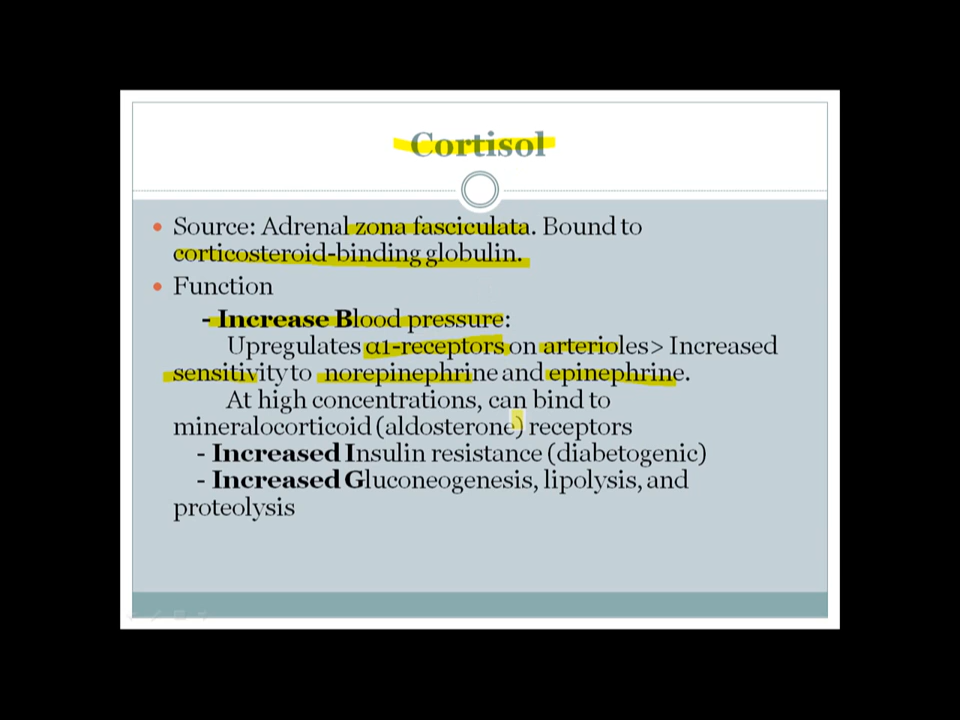 Cortisol
• Source: Adrenal zona fasciculata. Bound to
corticosteroid-binding globulin.
• Function
- Increase Blood pressure:
Upregulates α1-receptors on arterioles> Increased
sensitivity to norepinephrine and epinephrine.
At high concentrations, can bind to
mineralocorticoid (aldosterone) receptors
- Increased Insulin resistance (diabetogenic)
- Increased Gluconeogenesis, lipolysis, and
proteolysis